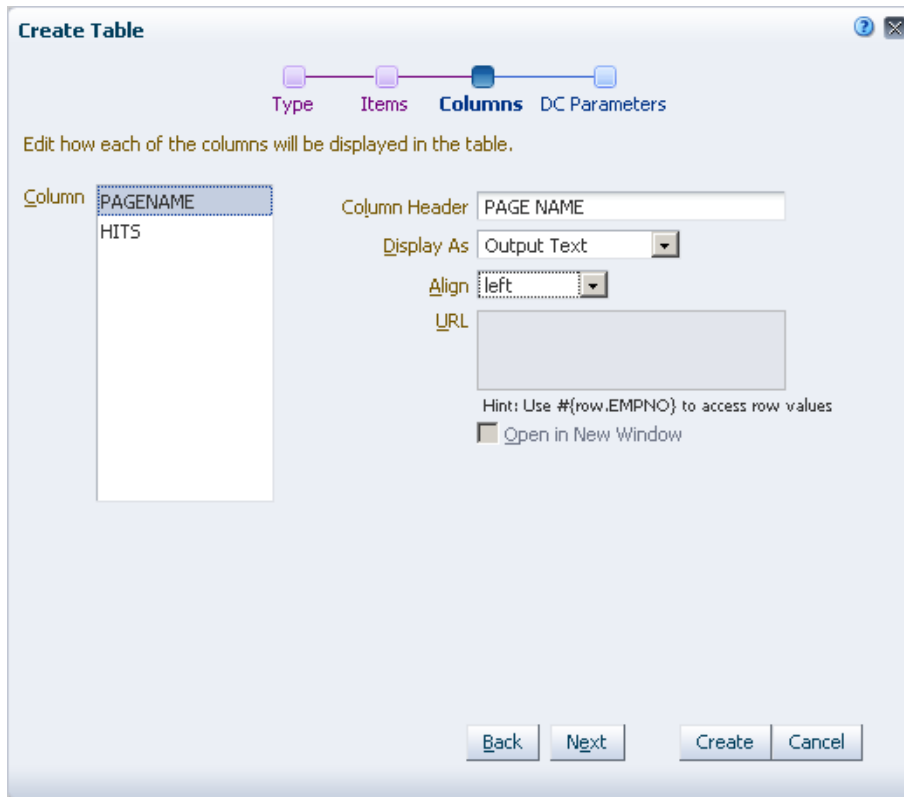 Create Table
Type Items Columns DC Parameters
Edit how each of the columns will be displayed in the table.
Column
PAGENAME
HITS
Column Header PAGE NAME
Display As Output Text
Align left
URL
Hint: Use #{row.EMPNO} to access row values
Open in New Window
Back Next Create Cancel